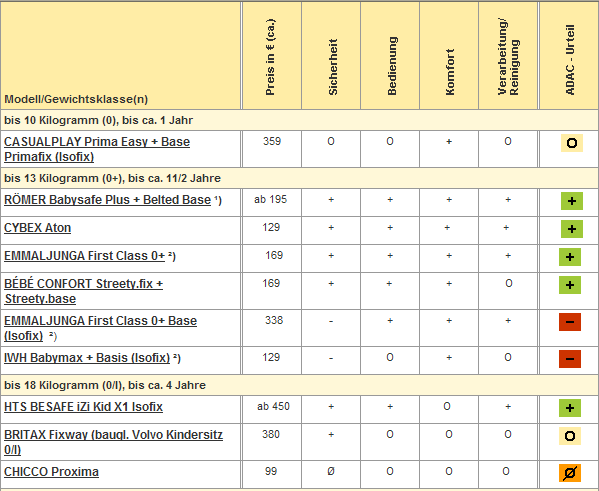 Modell/Gewichtsklasse(n) Preis in € (ca.) Sicherheit Bedienung Komfort Verarbeitung/ Reinigung ADAC - Urteil
bis 10 Kilogramm (0), bis ca. 1 Jahr
CASUALPLAY Prima Easy + Base 359 O O + O O
Primafix (Isofix)
bis 13 Kilogramm (0+), bis ca. 11/2 Jahre
RÖMER Babysafe Plus + Belted Base ¹) ab 195 + + + + +
CYBEX Aton 129 + + + + +
EMMALJUNGA First Class 0+ ²) 169 + + + + +
BÉBÉ CONFORT Streety.fix + 169 + + + O +
Streety.base
EMMALJUNGA First Class 0+ Base 338 - + + + −
(Isofix) ²)
IWH Babymax + Basis (Isofix) ²) 129 - O + O −
bis 18 Kilogramm (0/I), bis ca. 4 Jahre
HTS BESAFE iZi Kid X1 Isofix ab 450 + + O + +
BRITAX Fixway (baugl. Volvo Kindersitz 380 + O O O O
0/I)
CHICCO Proxima 99 Ø O O O Ø